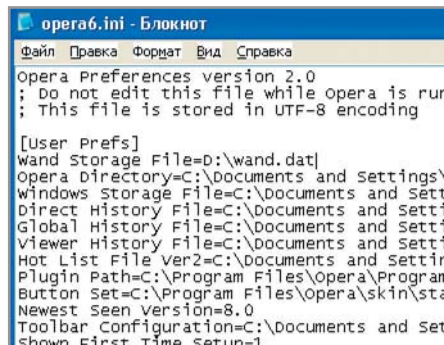 opera6.ini - Блокнот
Файл Правка Формат Вид Справка
Opera Preferences version 2.0
; Do not edit this file while Opera is run
; This file is stored in UTF-8 encoding
[User Prefs]
Wand Storage File=D:\wand.dat
Opera Directory=C:\Documents and Settings\
Windows Storage File=C:\Documents and Sett
Direct History File=C:\Documents and Setti
Global History File=C:\Documents and Setti
Viewer History File=C:\Documents and Setti
Hot List File Ver2=C:\Documents and Settin
Plugin Path=C:\Program Files\Opera\Program
Button Set=C:\Program Files\Opera\skin\sta
Newest Seen Version=8.0
Toolbar Configuration=C:\Documents and Set
Shown First Time Setup=1